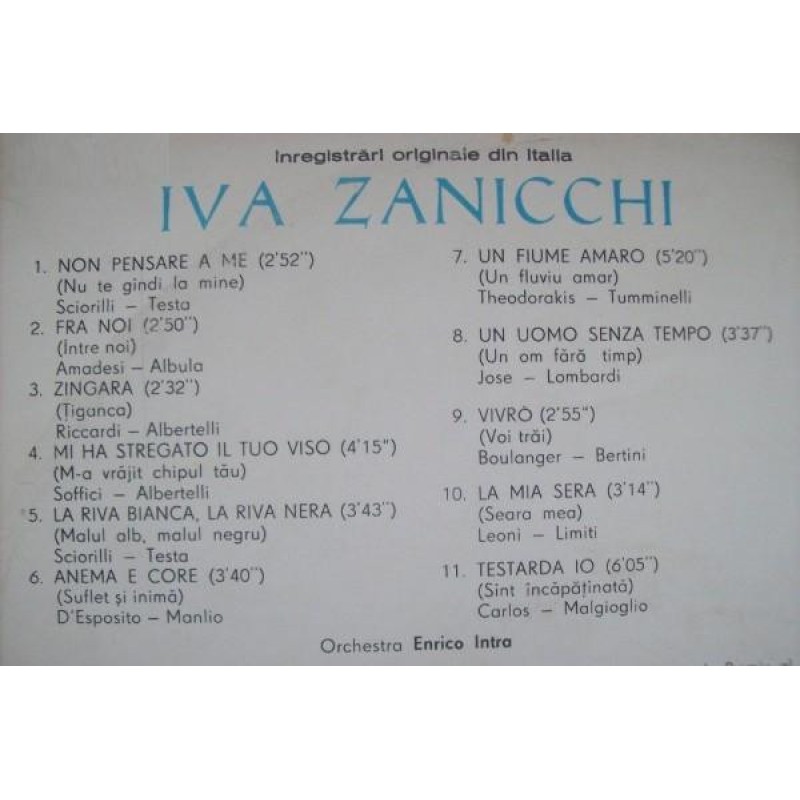 Inregistrări originale din Italia
IVA ZANICCHI
1. NON PENSARE A ME (2'52")
(Nu te gindi la mine)
Sciorilli – Testa
2. FRA NOI (2'50")
(Intre noi)
Amadesi – Albula
3. ZINGARA (2'32")
(Țiganca)
Riccardi – Albertelli
4. MI HA STREGATO IL TUO VISO (4'15")
(M-a vrăjit chipul tău)
Soffici – Albertelli
5. LA RIVA BIANCA, LA RIVA NERA (3'43")
(Malul alb, malul negru)
Sciorilli – Testa
6. ANEMA E CORE (3'40")
(Suflet și inimă)
D'Esposito – Manlio
7. UN FIUME AMARO (5'20")
(Un fluviu amar)
Theodorakis – Tumminelli
8. UN UOMO SENZA TEMPO (3'37")
(Un om fără timp)
Jose – Lombardi
9. VIVRÒ (2'55")
(Voi trăi)
Boulanger – Bertini
10. LA MIA SERA (3'14")
(Seara mea)
Leoni – Limiti
11. TESTARDA IO (6'05")
(Sint încăpăținată)
Carlos – Malgioglio
Orchestra Enrico Intra